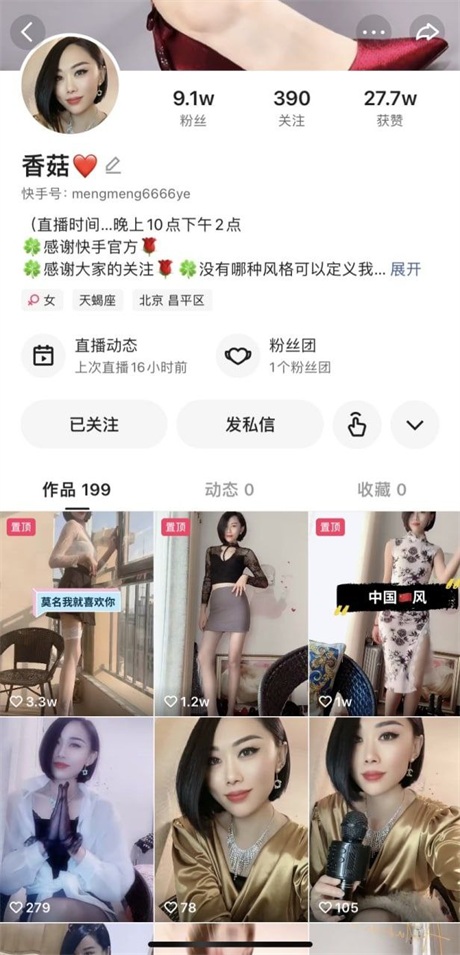 9.1w 390 27.7w
粉丝 关注 获赞
香菇❤️
快手号：mengmeng6666ye
（直播时间...晚上10点下午2点
🍀感谢快手官方🌹
🍀感谢大家的关注🌹🍀没有哪种风格可以定义我... 展开
女 天蝎座 北京 昌平区
直播动态 粉丝团
上次直播16小时前 1个粉丝团
已关注 发私信
作品 199 动态 0 收藏 0
置顶 置顶 置顶
莫名我就喜欢你 中国🇨🇳风
3.3w 1.2w 1w
279 78 105